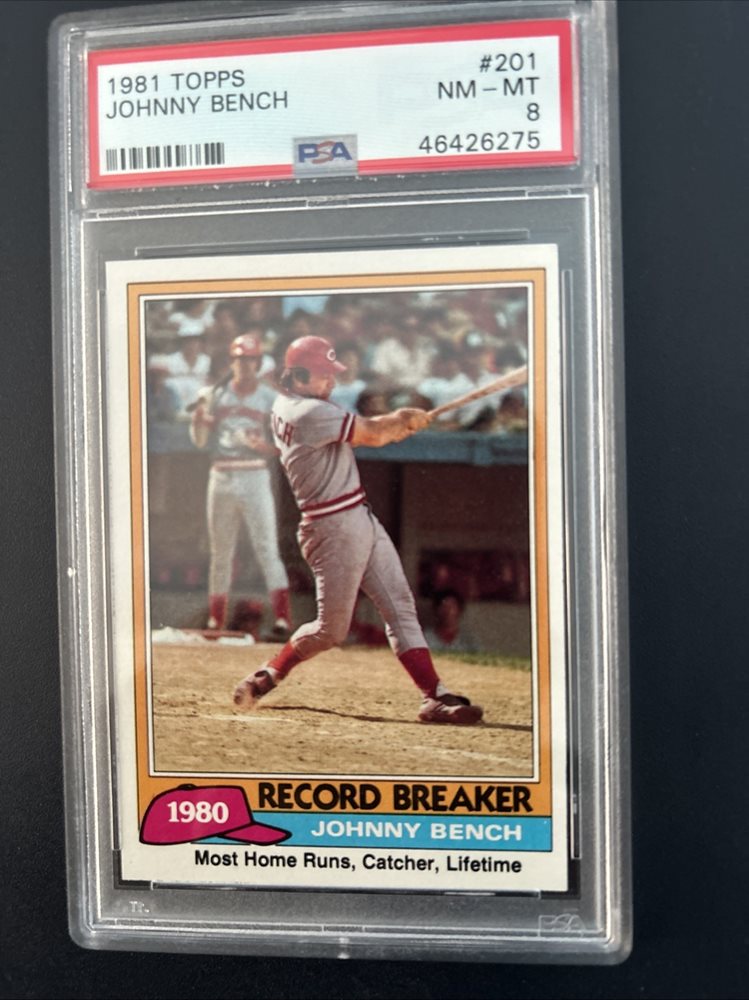 1981 TOPPS
JOHNNY BENCH
#201
NM – MT
8
46426275
PSA
C
CH
1980
RECORD BREAKER
JOHNNY BENCH
Most Home Runs, Catcher, Lifetime